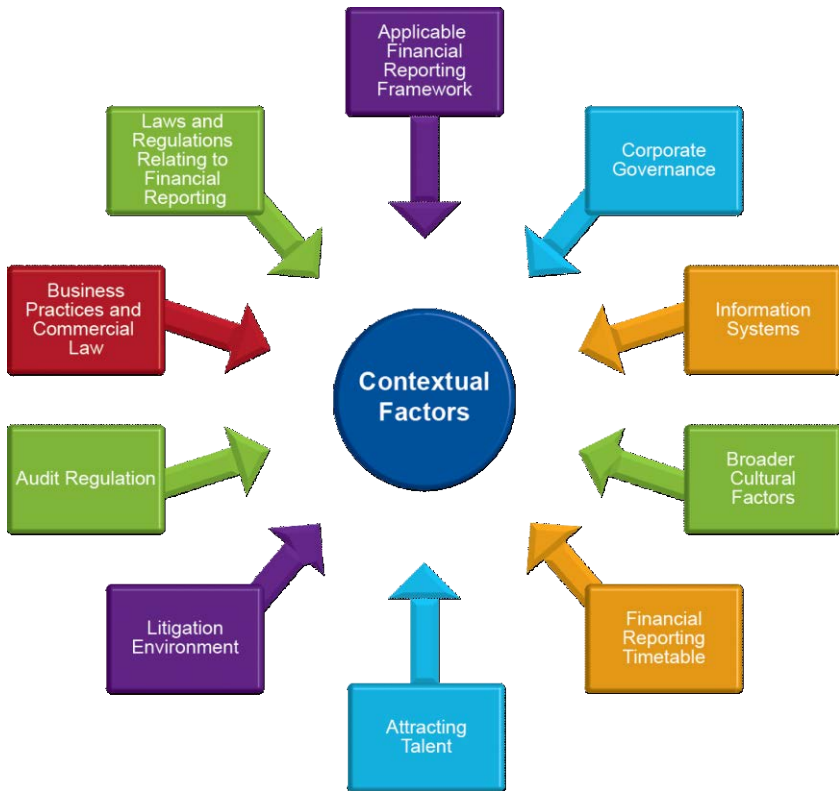 Applicable
Financial
Reporting
Framework
Corporate
Governance
Information
Systems
Broader
Cultural
Factors
Financial
Reporting
Timetable
Attracting
Talent
Litigation
Environment
Audit Regulation
Business
Practices and
Commercial
Law
Laws and
Regulations
Relating to
Financial
Reporting
Contextual
Factors